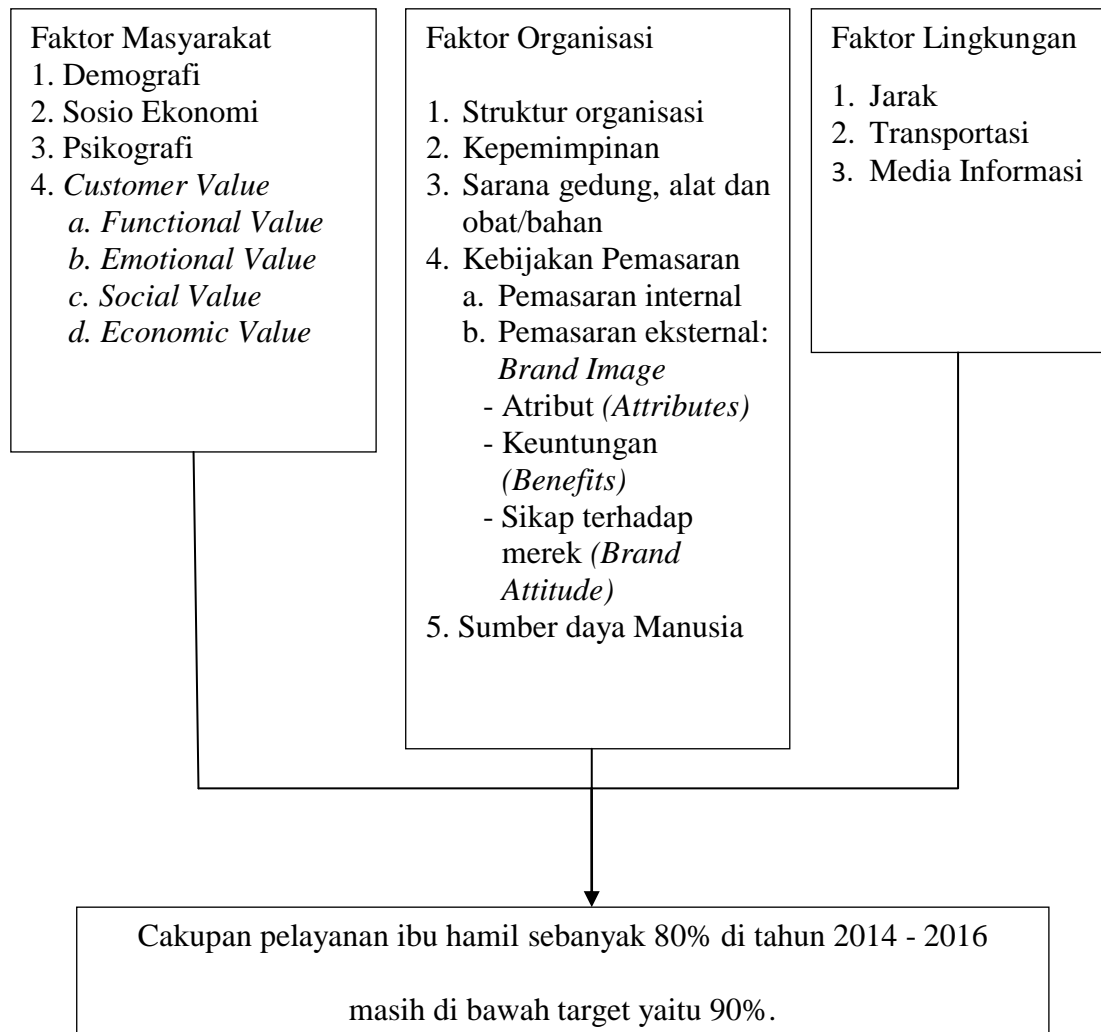 Faktor Masyarakat
1. Demografi
2. Sosio Ekonomi
3. Psikografi
4. Customer Value
a. Functional Value
b. Emotional Value
c. Social Value
d. Economic Value
Faktor Organisasi
1. Struktur organisasi
2. Kepemimpinan
3. Sarana gedung, alat dan
obat/bahan
4. Kebijakan Pemasaran
a. Pemasaran internal
b. Pemasaran eksternal:
Brand Image
- Atribut (Attributes)
- Keuntungan
(Benefits)
- Sikap terhadap
merek (Brand
Attitude)
5. Sumber daya Manusia
Faktor Lingkungan
1. Jarak
2. Transportasi
3. Media Informasi
Cakupan pelayanan ibu hamil sebanyak 80% di tahun 2014 - 2016
masih di bawah target yaitu 90%.